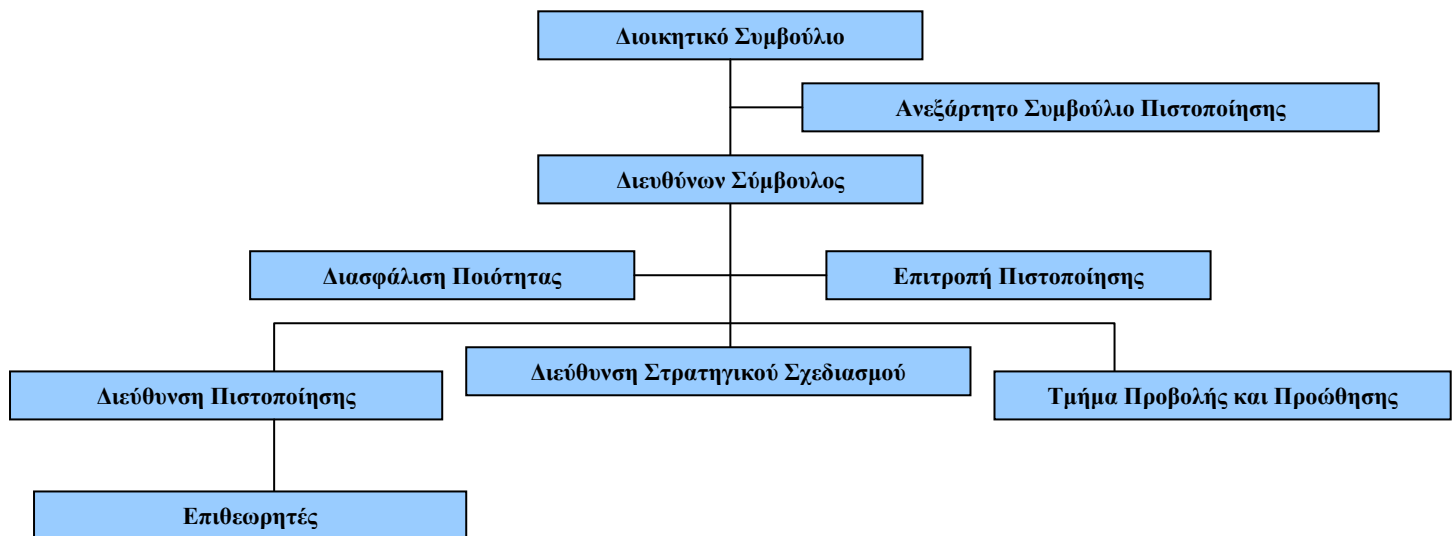 Διοικητικό Συμβούλιο
Ανεξάρτητο Συμβούλιο Πιστοποίησης
Διευθύνων Σύμβουλος
Διασφάλιση Ποιότητας
Επιτροπή Πιστοποίησης
Διεύθυνση Στρατηγικού Σχεδιασμού
Διεύθυνση Πιστοποίησης
Τμήμα Προβολής και Προώθησης
Επιθεωρητές